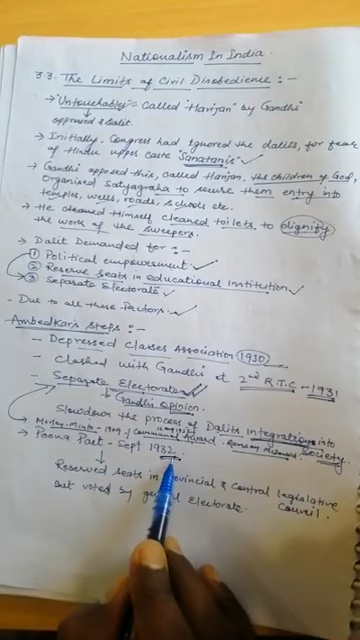 Nationalism In India
3.3. The Limits of Civil Disobedience :-
→ 'Untouchables' - called 'Harijan' by Gandhi
oppressed & Dalit.
→ Initially, Congress had ignored the dalits, for fear
of Hindu upper caste 'Sanatanis' ✓
→ Gandhi opposed this, called Harijan, the children of God,
organised Satyagraha to secure them entry into
temples, wells, roads, schools etc.
→ He cleaned himself cleaned toilets to dignify
the work of the sweepers.
→ Dalit Demanded for :-
① Political empowerment ✓
② Reserve seats in educational institution ✓
→ ③ Separate Electorate ✓
- Due to all these factors ✓
Ambedkar's steps :-
- Depressed classes Association (1930)
- Clashed with Gandhi at 2nd R.T.C - 1931
- Separate Electorates
↳ Gandhi opinion
Slowdown the process of Dalits Integration into
Society.
→ Morley-Minto - 1909 / Communal Award - Ramsay
→ Poona Pact - Sept 1932.
↓
Reserved seats in Provincial & Central legislative
Council.
but voted by general Electorate.